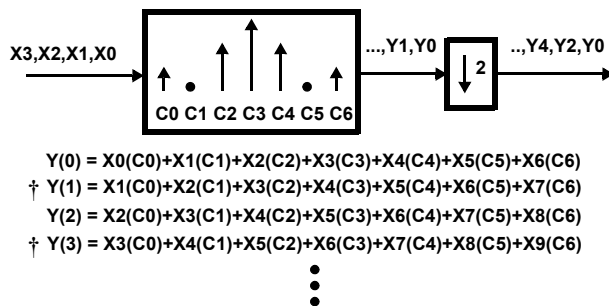 X3,X2,X1,X0
...,Y1,Y0
..,Y4,Y2,Y0
↓ 2
C0 C1 C2 C3 C4 C5 C6
Y(0) = X0(C0)+X1(C1)+X2(C2)+X3(C3)+X4(C4)+X5(C5)+X6(C6)
† Y(1) = X1(C0)+X2(C1)+X3(C2)+X4(C3)+X5(C4)+X6(C5)+X7(C6)
Y(2) = X2(C0)+X3(C1)+X4(C2)+X5(C3)+X6(C4)+X7(C5)+X8(C6)
† Y(3) = X3(C0)+X4(C1)+X5(C2)+X6(C3)+X7(C4)+X8(C5)+X9(C6)